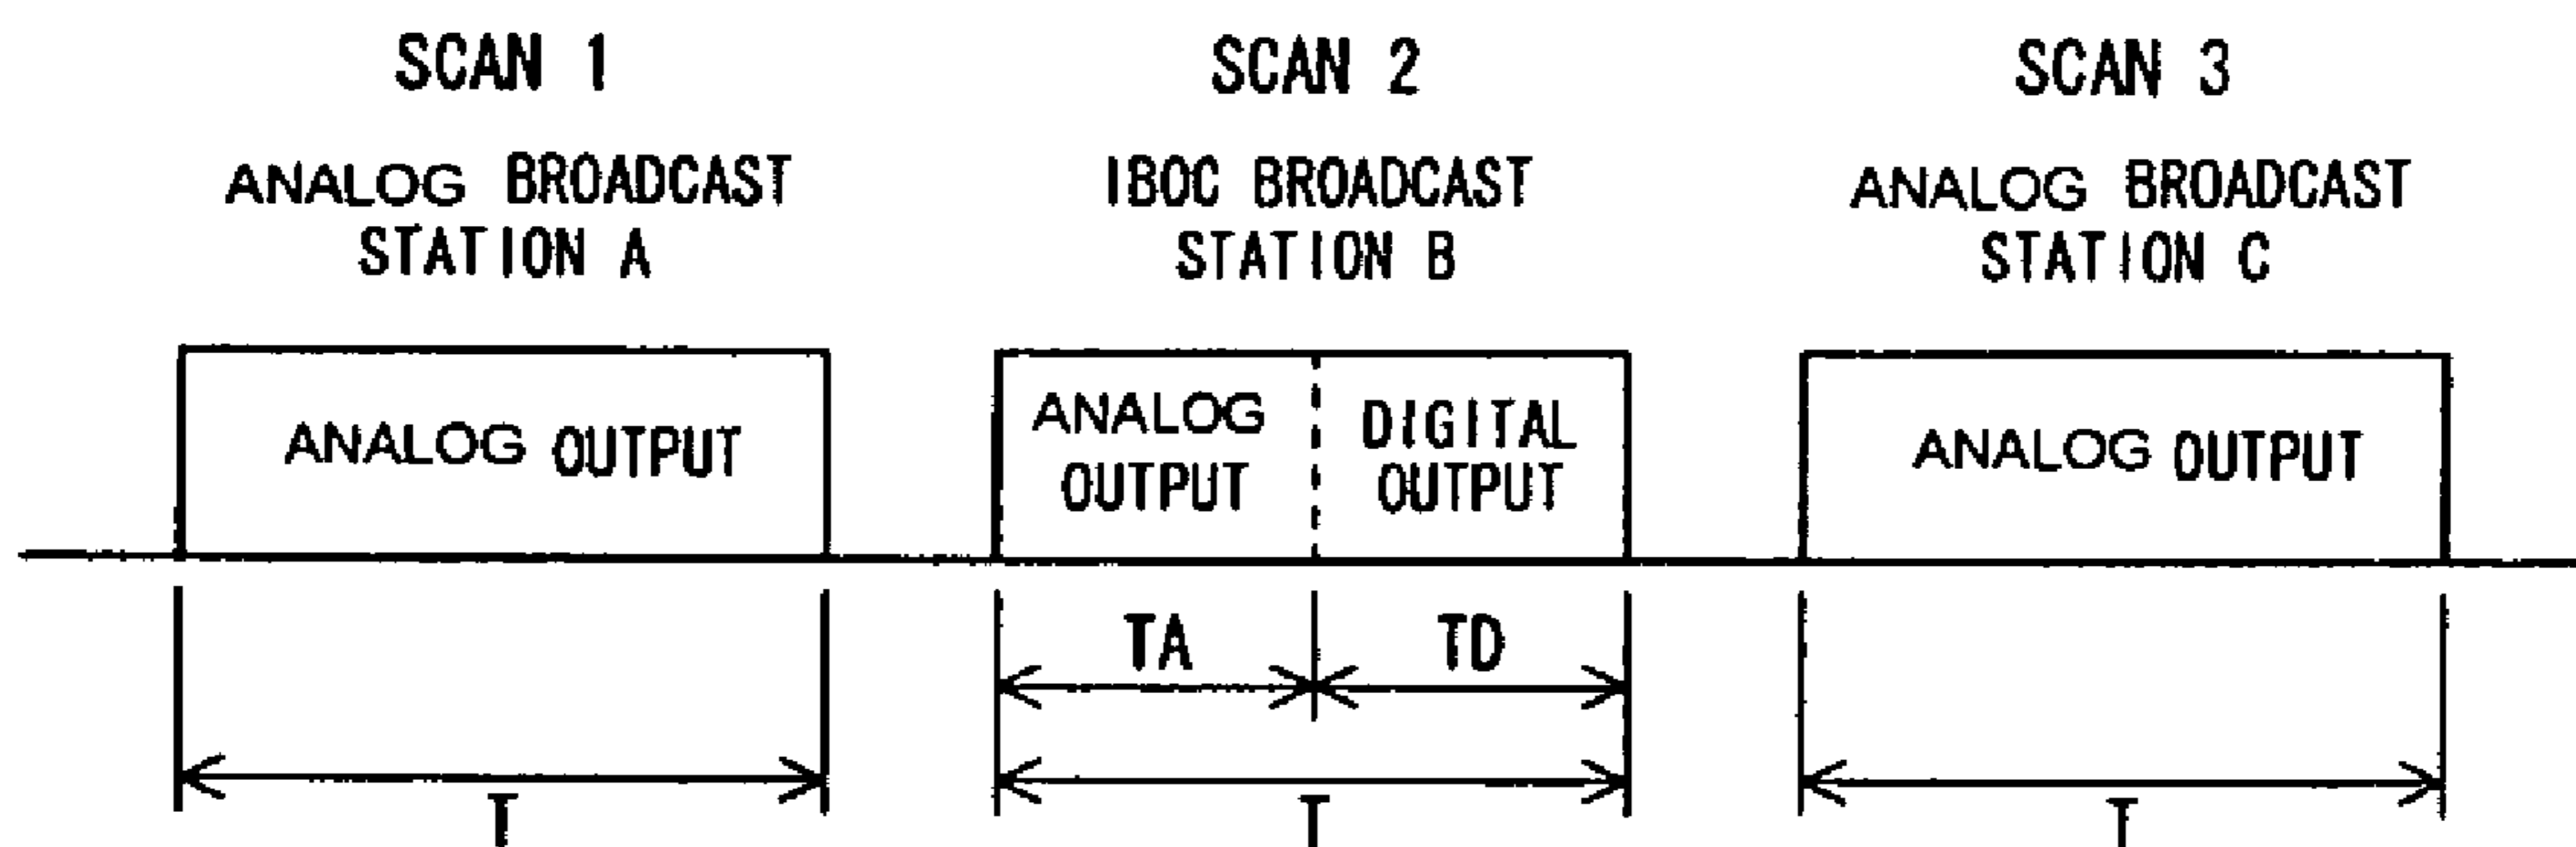 SCAN 1
ANALOG BROADCAST
STATION A
ANALOG OUTPUT
T
SCAN 2
IBOC BROADCAST
STATION B
ANALOG
OUTPUT
DIGITAL
OUTPUT
TA
TD
T
SCAN 3
ANALOG BROADCAST
STATION C
ANALOG OUTPUT
T